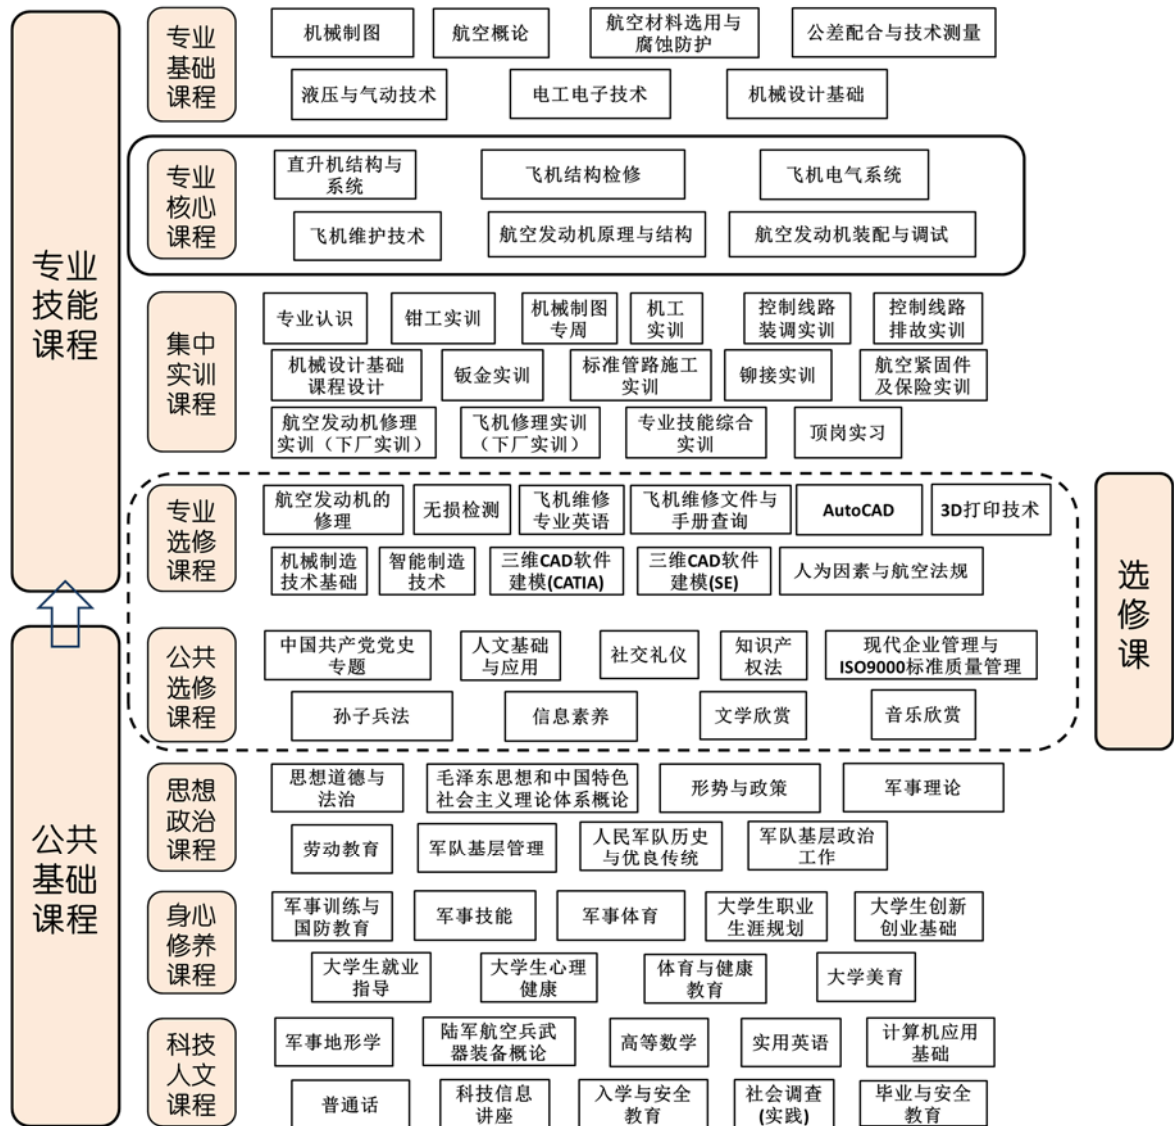 专业
技能
课程
专业
基础
课程
机械制图
航空概论
航空材料选用与
腐蚀防护
公差配合与技术测量
液压与气动技术
电工电子技术
机械设计基础
专业
核心
课程
直升机结构与
系统
飞机结构检修
飞机电气系统
飞机维护技术
航空发动机原理与结构
航空发动机装配与调试
集中
实训
课程
专业认识
钳工实训
机械制图
专周
机工
实训
控制线路
装调实训
控制线路
排故实训
机械设计基础
课程设计
钣金实训
标准管路施工
实训
铆接实训
航空紧固件
及保险实训
航空发动机修理
实训（下厂实训）
飞机修理实训
（下厂实训）
专业技能综合
实训
顶岗实习
专业
选修
课程
航空发动机的
修理
无损检测
飞机维修
专业英语
飞机维修文件与
手册查询
AutoCAD
3D打印技术
机械制造
技术基础
智能制造
技术
三维CAD软件
建模(CATIA)
三维CAD软件
建模(SE)
人为因素与航空法规
选
修
课
公共
基础
课程
公共
选修
课程
中国共产党党史
专题
人文基础
与应用
社交礼仪
知识产
权法
现代企业管理与
ISO9000标准质量管理
孙子兵法
信息素养
文学欣赏
音乐欣赏
思想
政治
课程
思想道德与
法治
毛泽东思想和中国特色
社会主义理论体系概论
形势与政策
军事理论
劳动教育
军队基层管理
人民军队历史
与优良传统
军队基层政治
工作
身心
修养
课程
军事训练与
国防教育
军事技能
军事体育
大学生职业
生涯规划
大学生创新
创业基础
大学生就业
指导
大学生心理
健康
体育与健康
教育
大学美育
科技
人文
课程
军事地形学
陆军航空兵武
器装备概论
高等数学
实用英语
计算机应用
基础
普通话
科技信息
讲座
入学与安全
教育
社会调查
(实践)
毕业与安全
教育